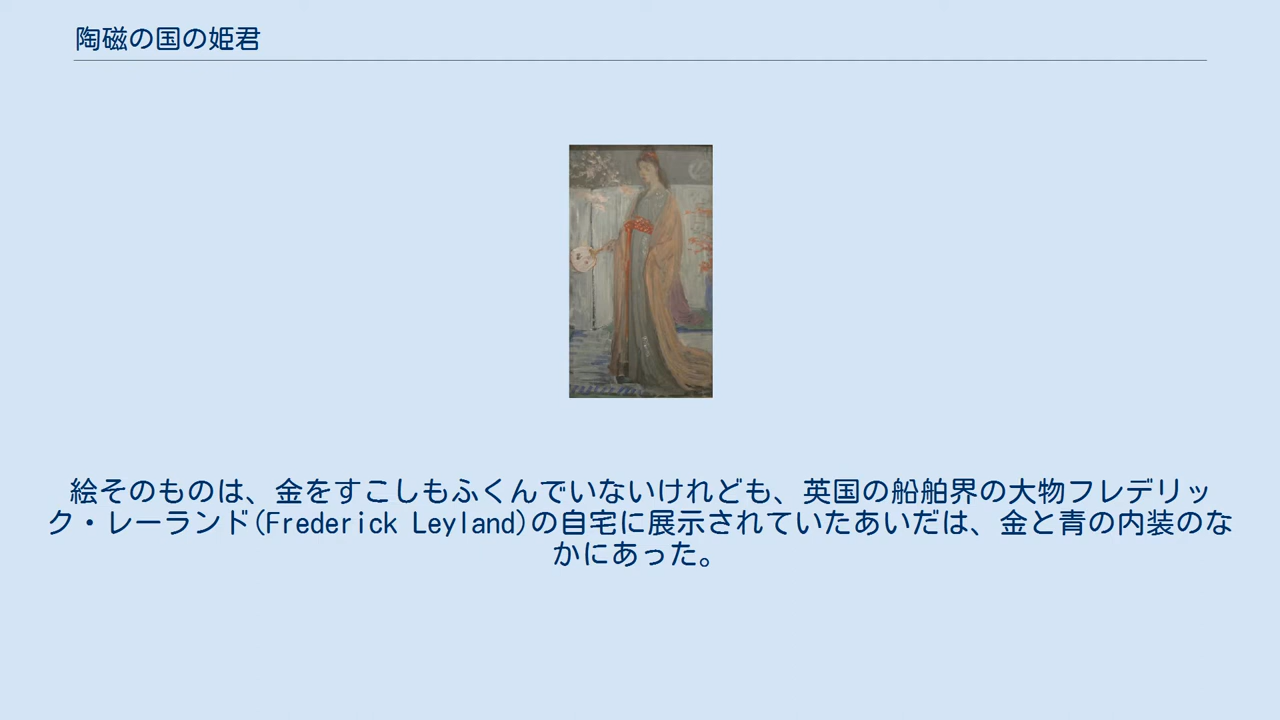 陶磁の国の姫君
絵そのものは、金をすこしもふくんでいないけれども、英国の船舶界の大物フレデリッ
ク・レーランド(Frederick Leyland)の自宅に展示されていたあいだは、金と青の内装のな
かにあった。